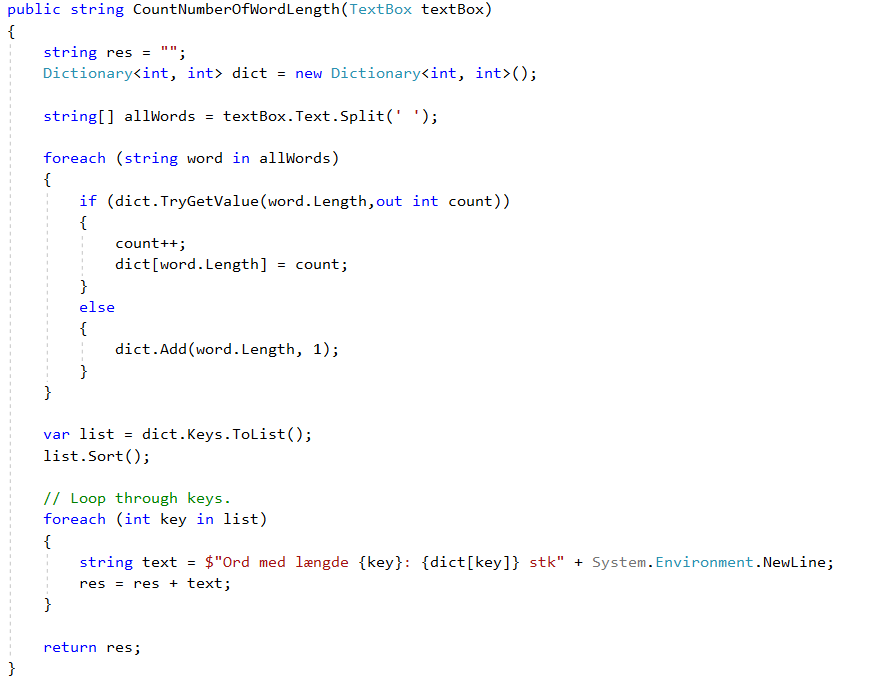 public string CountNumberOfWordLength(TextBox textBox)
{
    string res = "";
    Dictionary<int, int> dict = new Dictionary<int, int>();

    string[] allWords = textBox.Text.Split(' ');

    foreach (string word in allWords)
    {
        if (dict.TryGetValue(word.Length,out int count))
        {
            count++;
            dict[word.Length] = count;
        }
        else
        {
            dict.Add(word.Length, 1);
        }
    }

    var list = dict.Keys.ToList();
    list.Sort();

    // Loop through keys.
    foreach (int key in list)
    {
        string text = $"Ord med længde {key}: {dict[key]} stk" + System.Environment.NewLine;
        res = res + text;
    }

    return res;
}